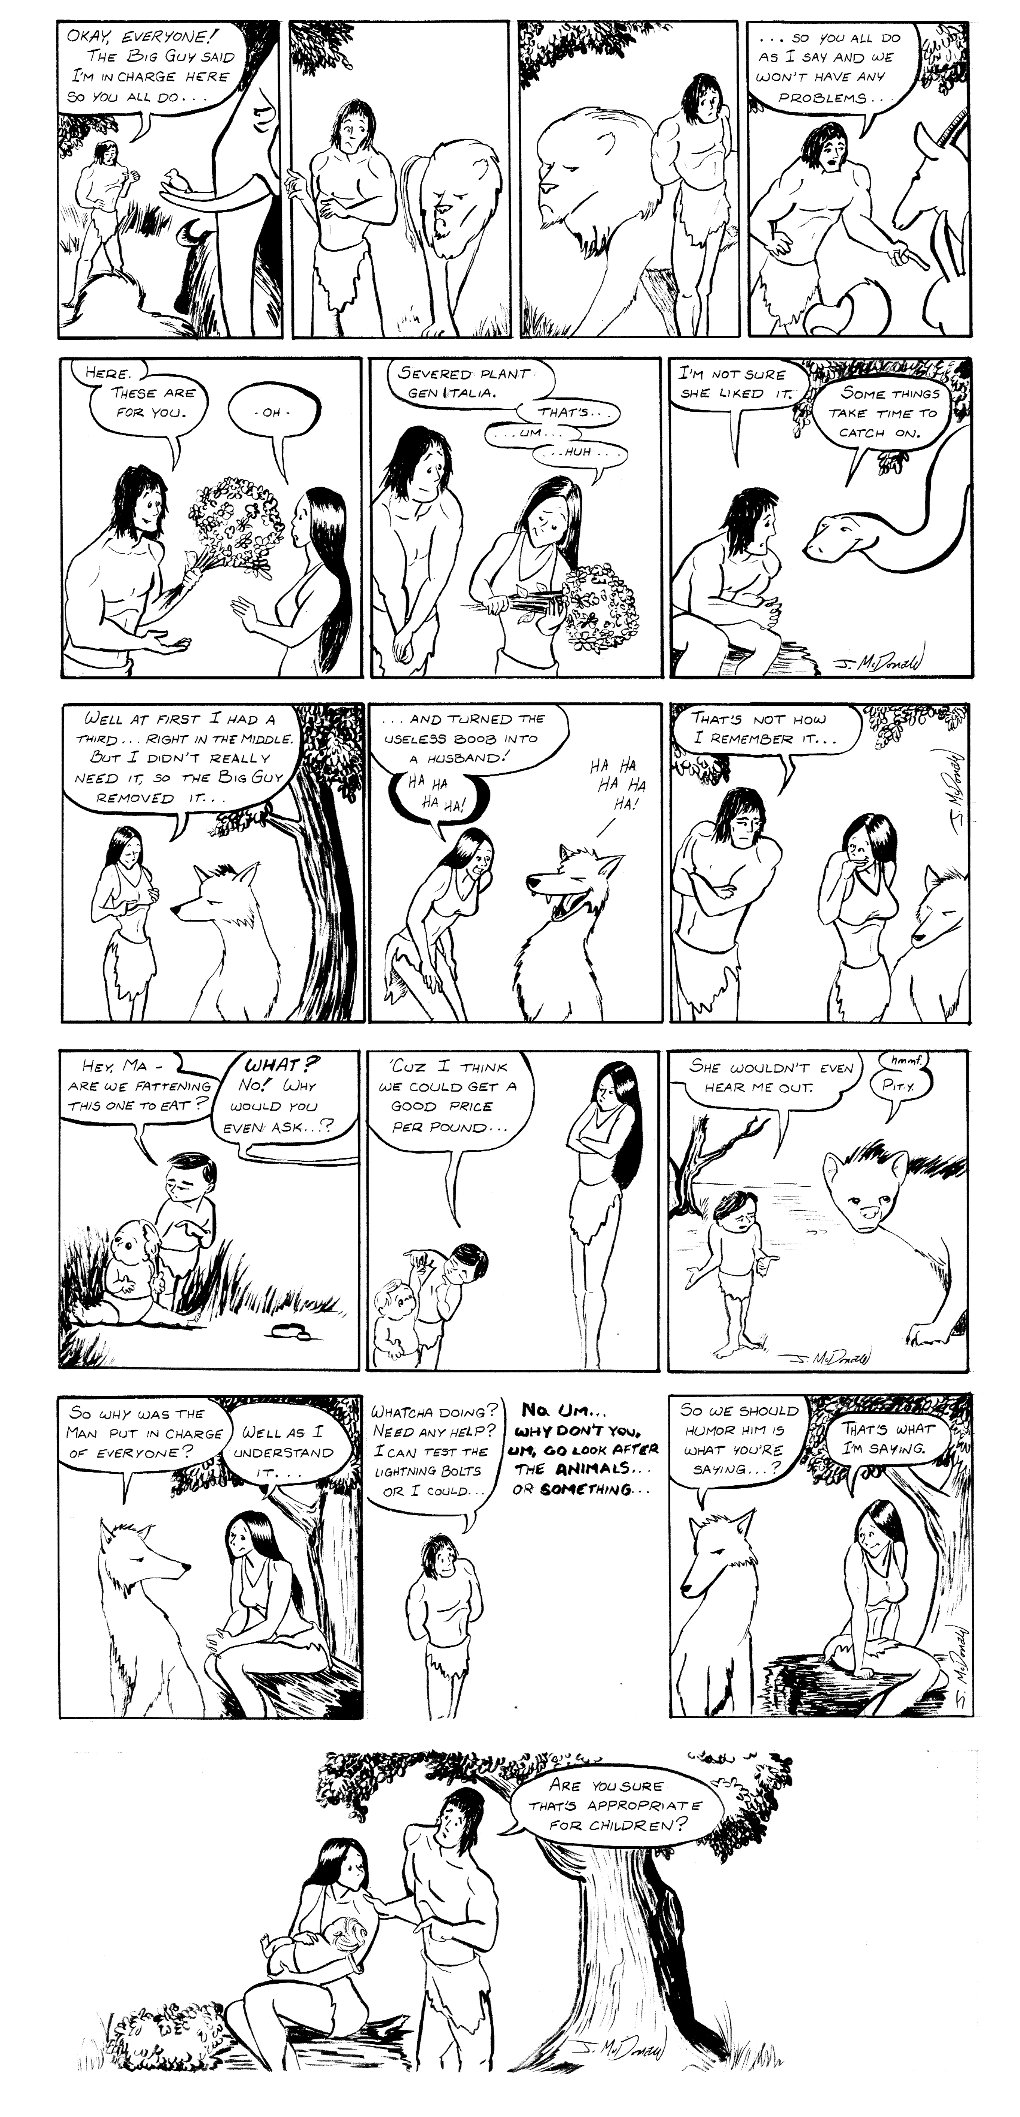 OKAY, EVERYONE!
THE BIG GUY SAID
I'M IN CHARGE HERE
SO YOU ALL DO...
...SO YOU ALL DO
AS I SAY AND WE
WON'T HAVE ANY
PROBLEMS...
HERE.
THESE ARE
FOR YOU.
-OH-
SEVERED PLANT
GENITALIA.
THAT'S...
...UM...
...HUH...
I'M NOT SURE
SHE LIKED IT.
SOME THINGS
TAKE TIME TO
CATCH ON.
J. McDonald
WELL AT FIRST I HAD A
THIRD... RIGHT IN THE MIDDLE.
BUT I DIDN'T REALLY
NEED IT, SO THE BIG GUY
REMOVED IT...
...AND TURNED THE
USELESS BOOB INTO
A HUSBAND!
HA HA
HA HA!
HA HA
HA HA
HA!
THAT'S NOT HOW
I REMEMBER IT...
J. McDonald
HEY, MA -
ARE WE FATTENING
THIS ONE TO EAT?
WHAT?
NO! WHY
WOULD YOU
EVEN ASK...?
'CUZ I THINK
WE COULD GET A
GOOD PRICE
PER POUND...
SHE WOULDN'T EVEN
HEAR ME OUT.
hmmf.
PITY.
J. McDonald
SO WHY WAS THE
MAN PUT IN CHARGE
OF EVERYONE?
WELL AS I
UNDERSTAND
IT...
WHATCHA DOING?
NEED ANY HELP?
I CAN TEST THE
LIGHTNING BOLTS
OR I COULD...
NO. UM...
WHY DON'T YOU,
UM, GO LOOK AFTER
THE ANIMALS...
OR SOMETHING...
SO WE SHOULD
HUMOR HIM IS
WHAT YOU'RE
SAYING...?
THAT'S WHAT
I'M SAYING.
J. McDonald
ARE YOU SURE
THAT'S APPROPRIATE
FOR CHILDREN?
J. McDonald